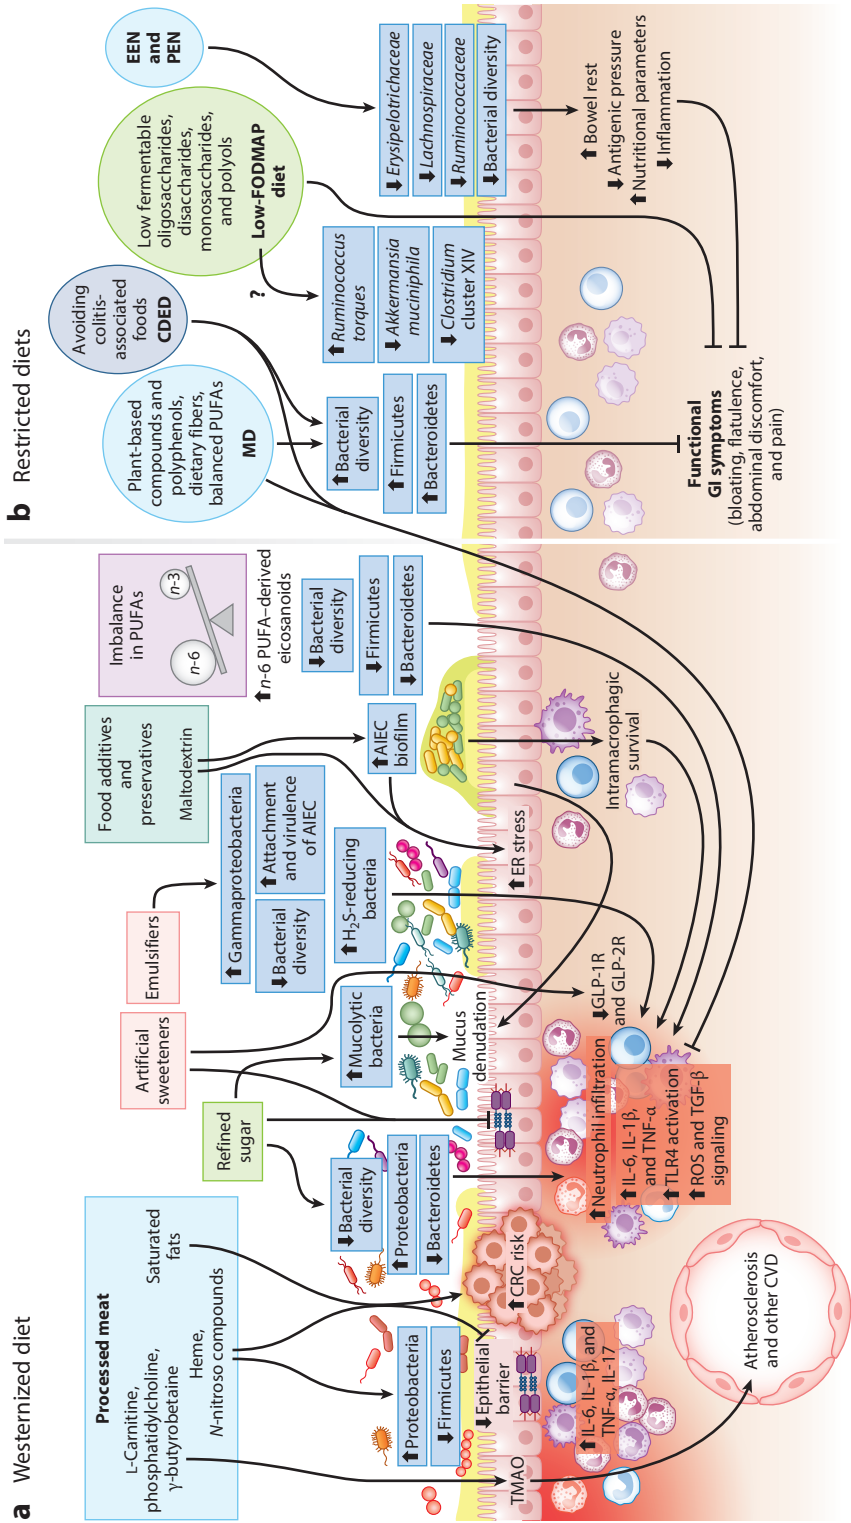 a Westernized diet
Processed meat
L-Carnitine,
phosphatidylcholine,
γ-butyrobetaine
Heme,
N-nitroso compounds
Saturated
fats
Refined
sugar
Artificial
sweeteners
Emulsifiers
Food additives
and
preservatives
Maltodextrin
Imbalance
in PUFAs
n-6
n-3
⬆n-6 PUFA–derived
eicosanoids
⬆Proteobacteria
⬇Firmicutes
⬇Bacterial
diversity
⬆Proteobacteria
⬇Bacteroidetes
⬆Mucolytic
bacteria
⬆Gammaproteobacteria
⬇Bacterial
diversity
⬆Attachment
and virulence
of AIEC
⬆H₂S-reducing
bacteria
⬆AIEC
biofilm
⬇Bacterial
diversity
⬇Firmicutes
⬇Bacteroidetes
TMAO
⬇Epithelial
barrier
⬆CRC risk
Mucus
denudation
⬆ER stress
⬆IL-6, IL-1β, and
TNF-α, IL-17
⬆Neutrophil infiltration
⬆IL-6, IL-1β,
and TNF-α
⬆TLR4 activation
⬆ROS and TGF-β
signaling
⬇GLP-1R
and GLP-2R
Intramacrophagic
survival
Atherosclerosis
and other CVD
b Restricted diets
Plant-based
compounds and
polyphenols,
dietary fibers,
balanced PUFAs
MD
Avoiding
colitis-
associated
foods
CDED
Low fermentable
oligosaccharides,
disaccharides,
monosaccharides,
and polyols
Low-FODMAP
diet
EEN
and
PEN
?
⬆Bacterial
diversity
⬆Firmicutes
⬆Bacteroidetes
⬆Ruminococcus
torques
⬇Akkermansia
muciniphila
⬇Clostridium
cluster XIV
⬇Erysipelotrichaceae
⬇Lachnospiraceae
⬇Ruminococcaceae
⬇Bacterial diversity
⬆Bowel rest
⬇Antigenic pressure
⬆Nutritional parameters
⬇Inflammation
Functional
GI symptoms
(bloating, flatulence,
abdominal discomfort,
and pain)